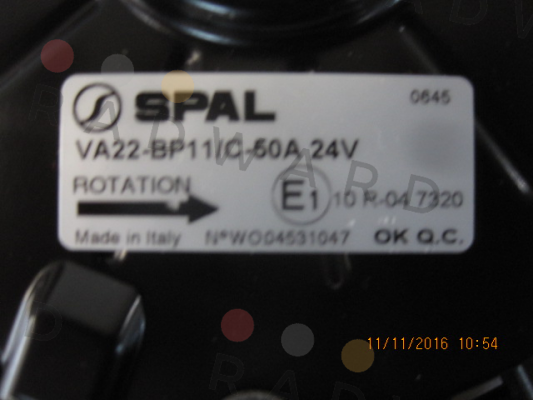 SPAL 0645
VA22-BP11/C-50A 24V
ROTATION
E1 10 R-04 7320
Made in Italy N°WO04531047 OK Q.C.
11/11/2016 10:54
RADWARD